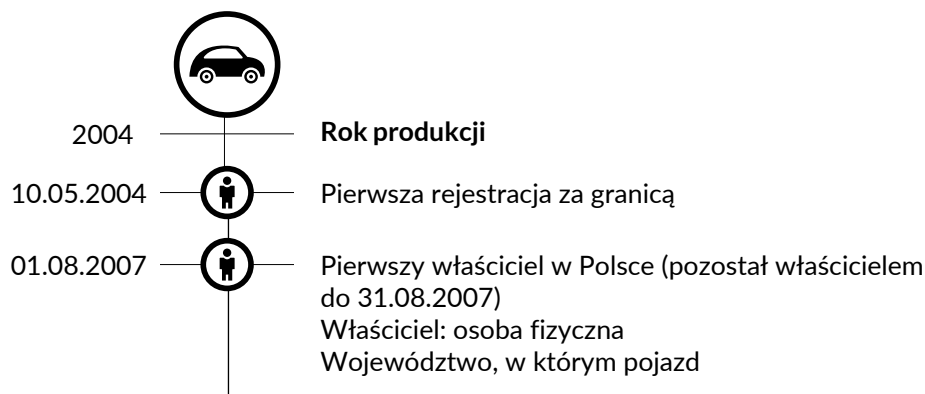 2004 Rok produkcji
10.05.2004 Pierwsza rejestracja za granicą
01.08.2007 Pierwszy właściciel w Polsce (pozostał właścicielem
do 31.08.2007)
Właściciel: osoba fizyczna
Województwo, w którym pojazd